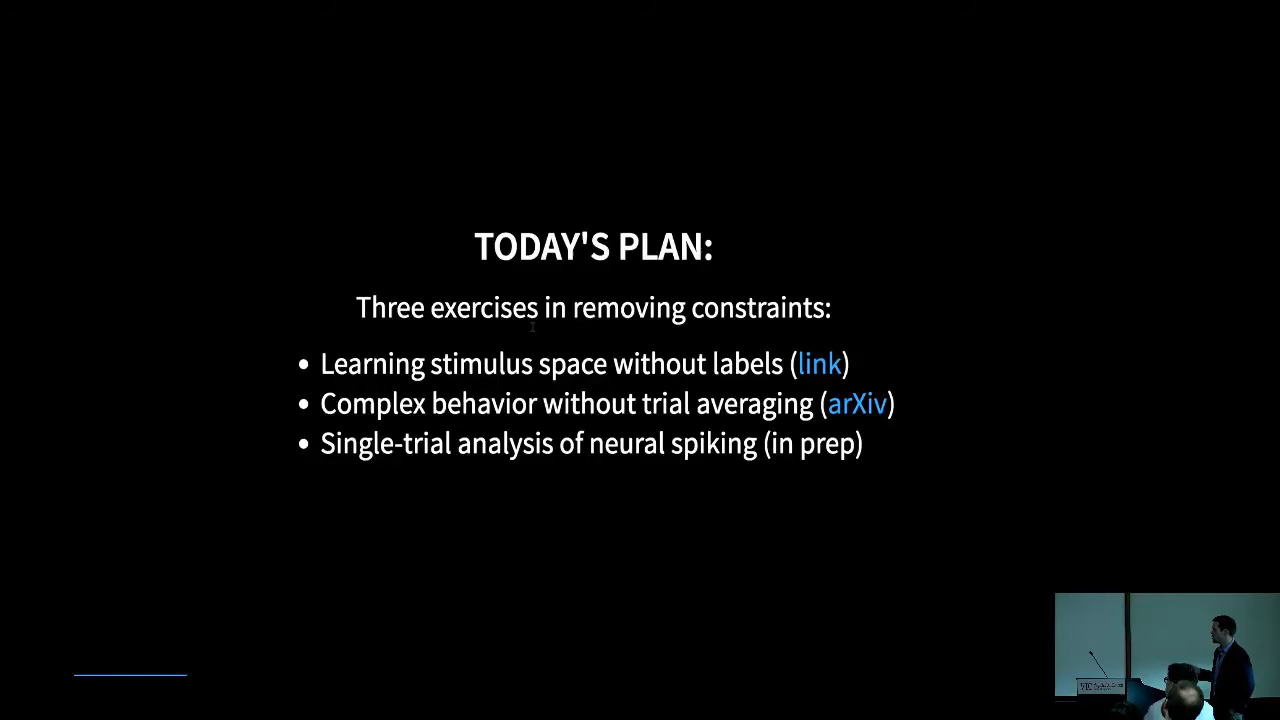 TODAY'S PLAN:
Three exercises in removing constraints:
• Learning stimulus space without labels (link)
• Complex behavior without trial averaging (arXiv)
• Single-trial analysis of neural spiking (in prep)